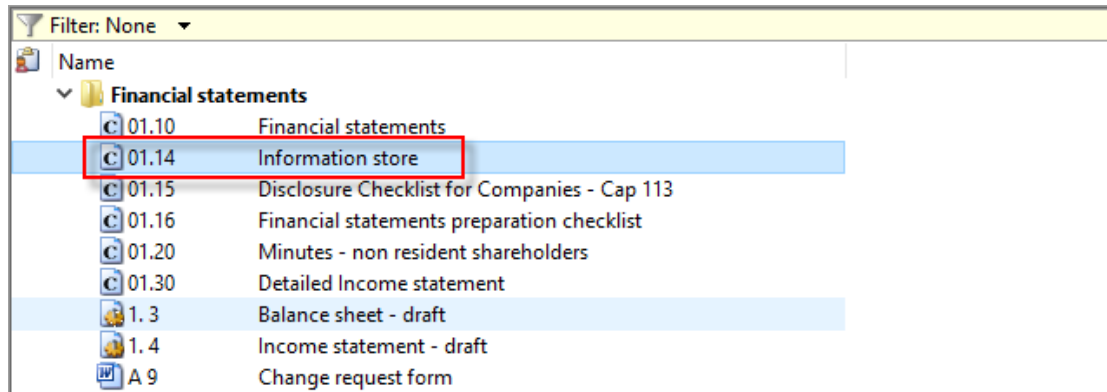 Filter: None
Name
Financial statements
01.10 Financial statements
01.14 Information store
01.15 Disclosure Checklist for Companies - Cap 113
01.16 Financial statements preparation checklist
01.20 Minutes - non resident shareholders
01.30 Detailed Income statement
1. 3 Balance sheet - draft
1. 4 Income statement - draft
A 9 Change request form